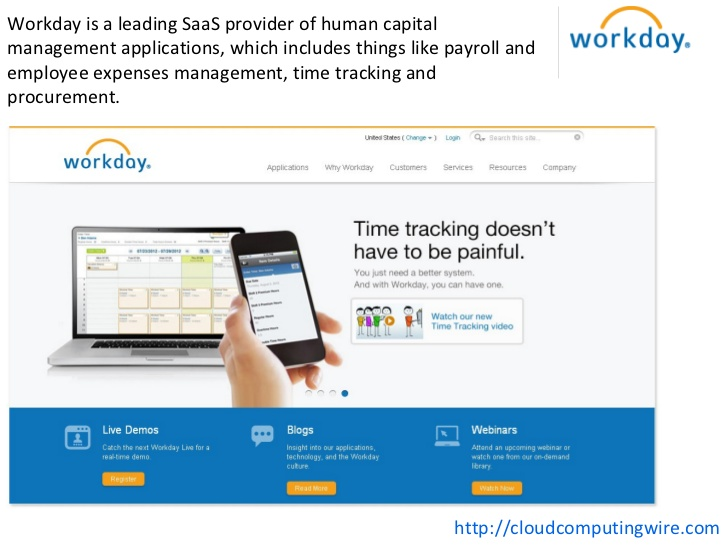 Workday is a leading SaaS provider of human capital
management applications, which includes things like payroll and
employee expenses management, time tracking and
procurement.
workday.
workday.
United States ( Change ) Login Search this site...
Applications Why Workday Customers Services Resources Company
Time tracking doesn't
have to be painful.
You just need a better system.
And with Workday, you can have one.
Watch our new
Time Tracking video
Live Demos
Catch the next Workday Live for a
real-time demo.
Register
Blogs
Insight into our applications,
technology, and the Workday
culture
Read More
Webinars
Attend an upcoming webinar or
watch one from our on-demand
library.
Watch Now
http://cloudcomputingwire.com